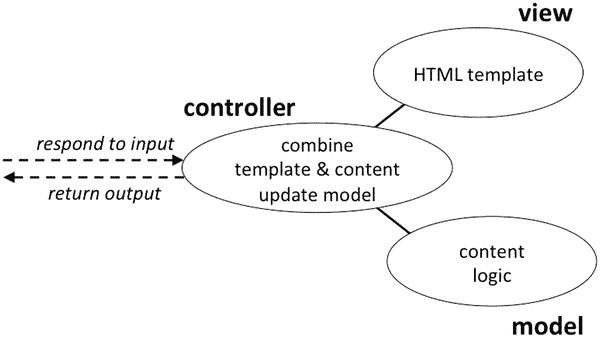 view
HTML template
controller
respond to input
combine
template & content
update model
return output
content
logic
model